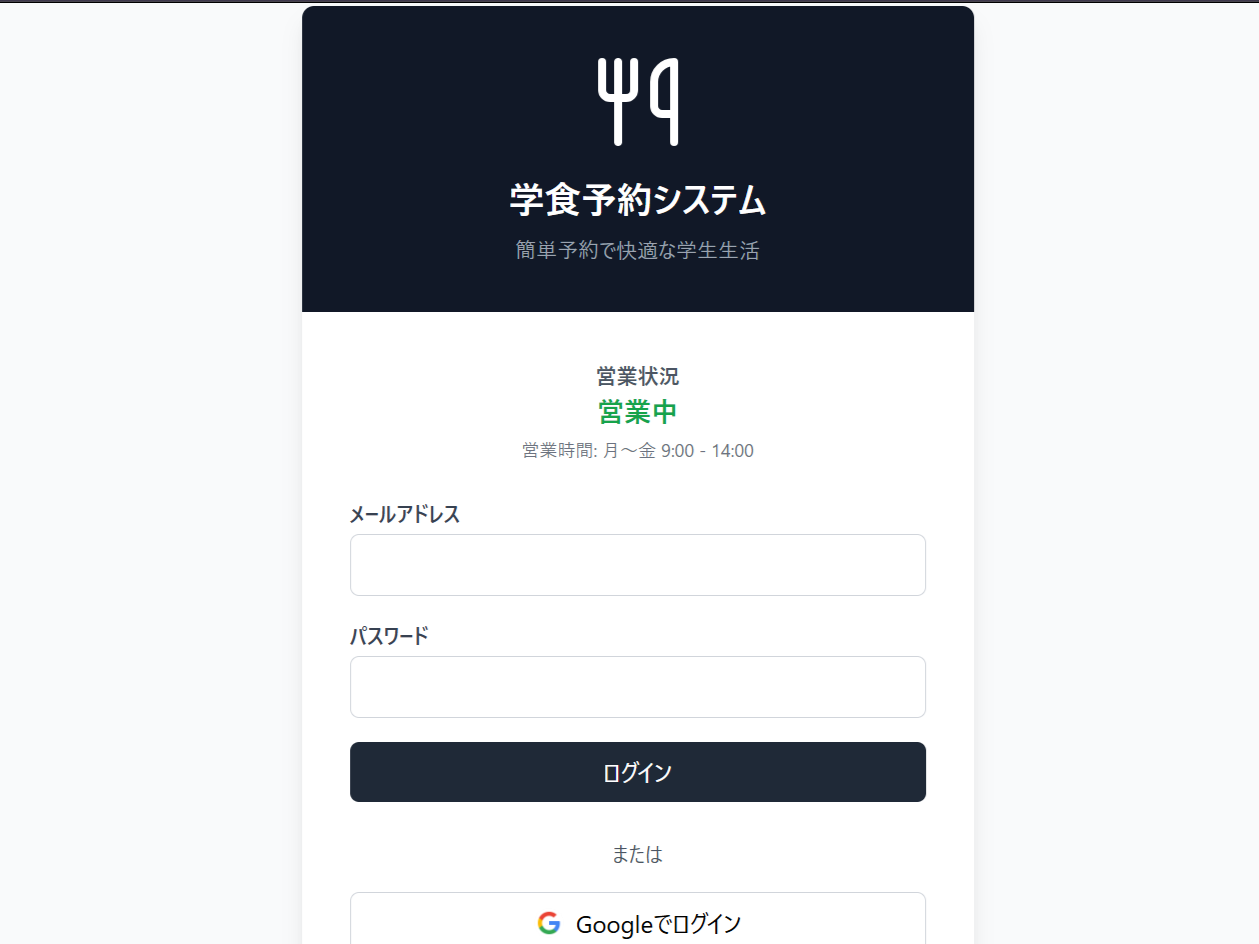 学食予約システム
簡単予約で快適な学生生活
営業状況
営業中
営業時間: 月～金 9:00 - 14:00
メールアドレス
パスワード
ログイン
または
Googleでログイン